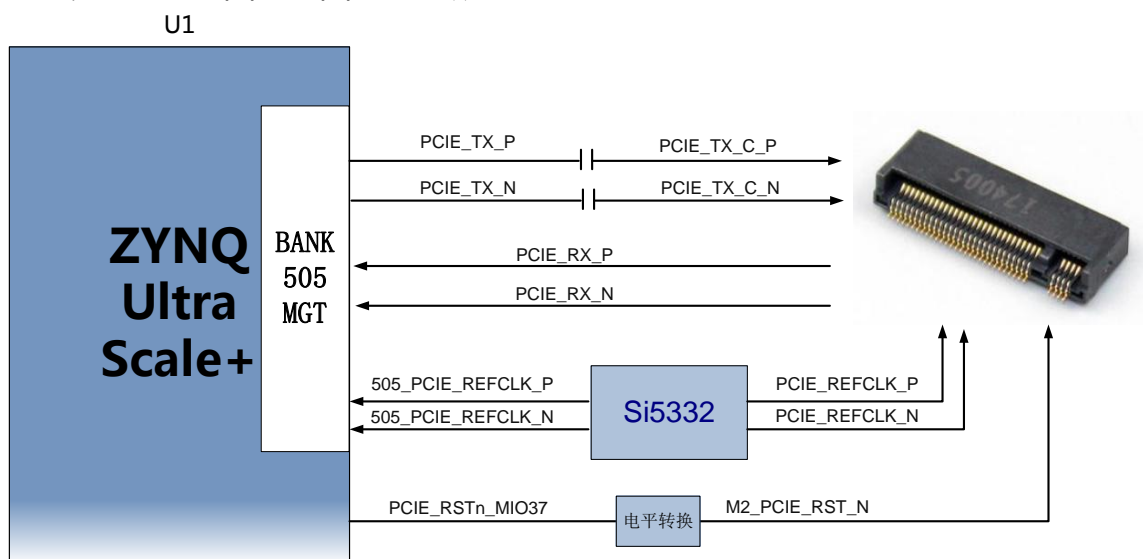 U1
ZYNQ
Ultra
Scale+
BANK
505
MGT
PCIE_TX_P
PCIE_TX_C_P
PCIE_TX_N
PCIE_TX_C_N
PCIE_RX_P
PCIE_RX_N
505_PCIE_REFCLK_P
505_PCIE_REFCLK_N
Si5332
PCIE_REFCLK_P
PCIE_REFCLK_N
PCIE_RSTn_MIO37
电平转换
M2_PCIE_RST_N
174005